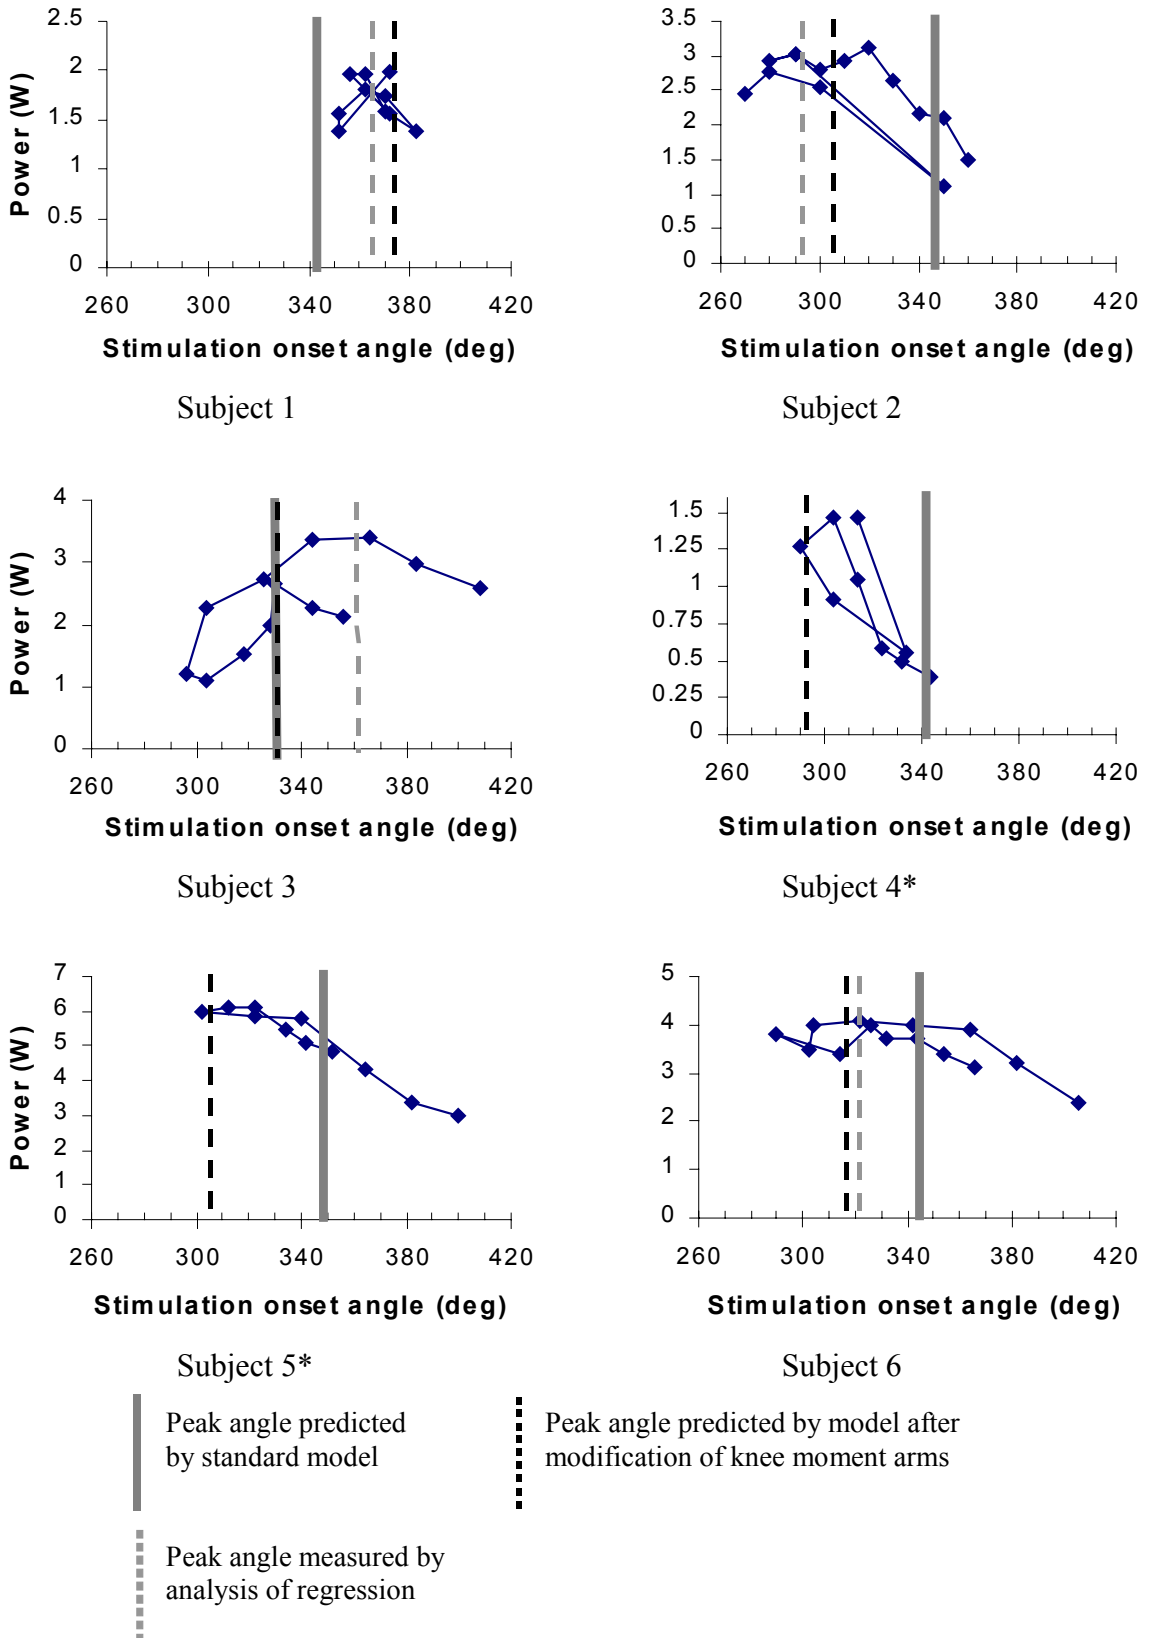 2.5
2
1.5
1
0.5
0
Power (W)
260 300 340 380 420
Stimulation onset angle (deg)
Subject 1
3.5
3
2.5
2
1.5
1
0.5
0
260 300 340 380 420
Stimulation onset angle (deg)
Subject 2
4
3
2
1
0
Power (W)
260 300 340 380 420
Stimulation onset angle (deg)
Subject 3
1.5
1.25
1
0.75
0.5
0.25
0
260 300 340 380 420
Stimulation onset angle (deg)
Subject 4*
7
6
5
4
3
2
1
0
Power (W)
260 300 340 380 420
Stimulation onset angle (deg)
Subject 5*
5
4
3
2
1
0
260 300 340 380 420
Stimulation onset angle (deg)
Subject 6
Peak angle predicted
by standard model
Peak angle predicted by model after
modification of knee moment arms
Peak angle measured by
analysis of regression